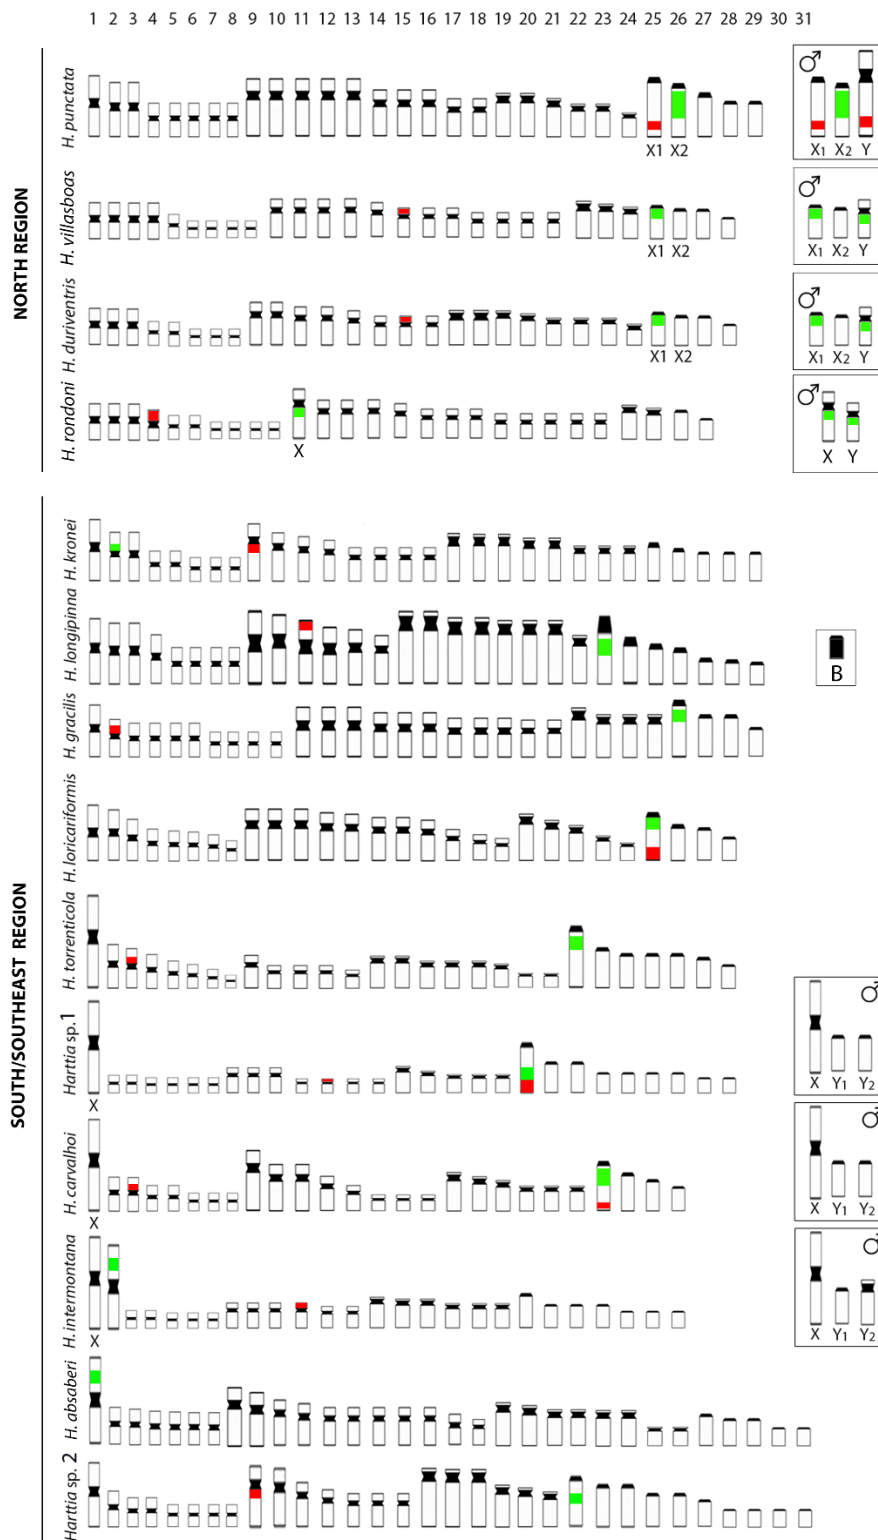 1 2 3 4 5 6 7 8 9 10 11 12 13 14 15 16 17 18 19 20 21 22 23 24 25 26 27 28 29 30 31
NORTH REGION
H. punctata
X1 X2
♂
X1 X2 Y
H. villasboas
X1 X2
♂
X1 X2 Y
H. duriventris
X1 X2
♂
X1 X2 Y
H. rondoni
X
♂
X Y
SOUTH/SOUTHEAST REGION
H. kronei
H. longipinna
B
H. gracilis
H. loricariformis
H. torrenticola
Harttia sp.1
X
♂
X Y1 Y2
H. carvalhoi
X
♂
X Y1 Y2
H. intermontana
X
♂
X Y1 Y2
H. absaberi
Harttia sp. 2